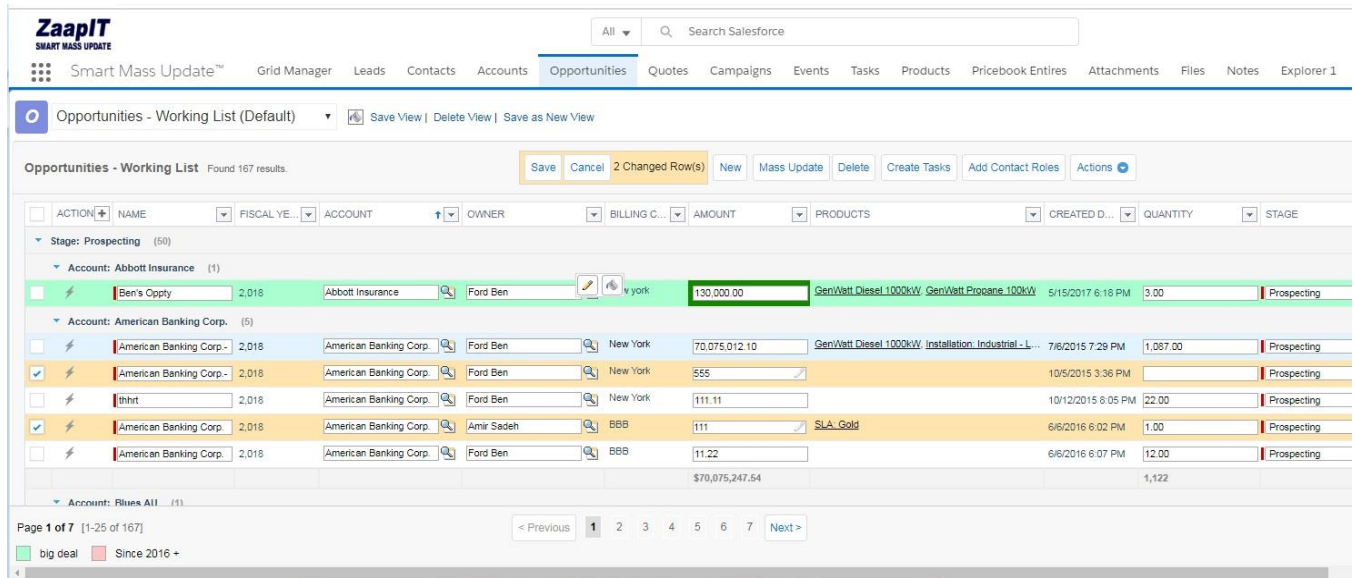 ZaapIT
SMART MASS UPDATE
All Search Salesforce
Smart Mass Update™ Grid Manager Leads Contacts Accounts Opportunities Quotes Campaigns Events Tasks Products Pricebook Entires Attachments Files Notes Explorer 1
O Opportunities - Working List (Default) Save View | Delete View | Save as New View
Opportunities - Working List Found 167 results. Save Cancel 2 Changed Row(s) New Mass Update Delete Create Tasks Add Contact Roles Actions
ACTION NAME FISCAL YE... ACCOUNT OWNER BILLING C... AMOUNT PRODUCTS CREATED D... QUANTITY STAGE
Stage: Prospecting (50)
Account: Abbott Insurance (1)
Ben's Oppty 2,018 Abbott Insurance Ford Ben york 130,000.00 GenWatt Diesel 1000kW, GenWatt Propane 100kW 5/15/2017 6:18 PM 3.00 Prospecting
Account: American Banking Corp. (5)
American Banking Corp.- 2,018 American Banking Corp. Ford Ben New York 70,075,012.10 GenWatt Diesel 1000kW, Installation: Industrial - L... 7/6/2015 7:29 PM 1,087.00 Prospecting
American Banking Corp.- 2,018 American Banking Corp. Ford Ben New York 555 10/5/2015 3:36 PM Prospecting
thhrt 2,018 American Banking Corp. Ford Ben New York 111.11 10/12/2015 8:05 PM 22.00 Prospecting
American Banking Corp. 2,018 American Banking Corp. Amir Sadeh BBB 111 SLA: Gold 6/6/2016 6:02 PM 1.00 Prospecting
American Banking Corp. 2,018 American Banking Corp. Ford Ben BBB 11.22 6/6/2016 6:07 PM 12.00 Prospecting
$70,075,247.54 1,122
Account: Blues AU (1)
Page 1 of 7 [1-25 of 167] < Previous 1 2 3 4 5 6 7 Next >
big deal Since 2016 +